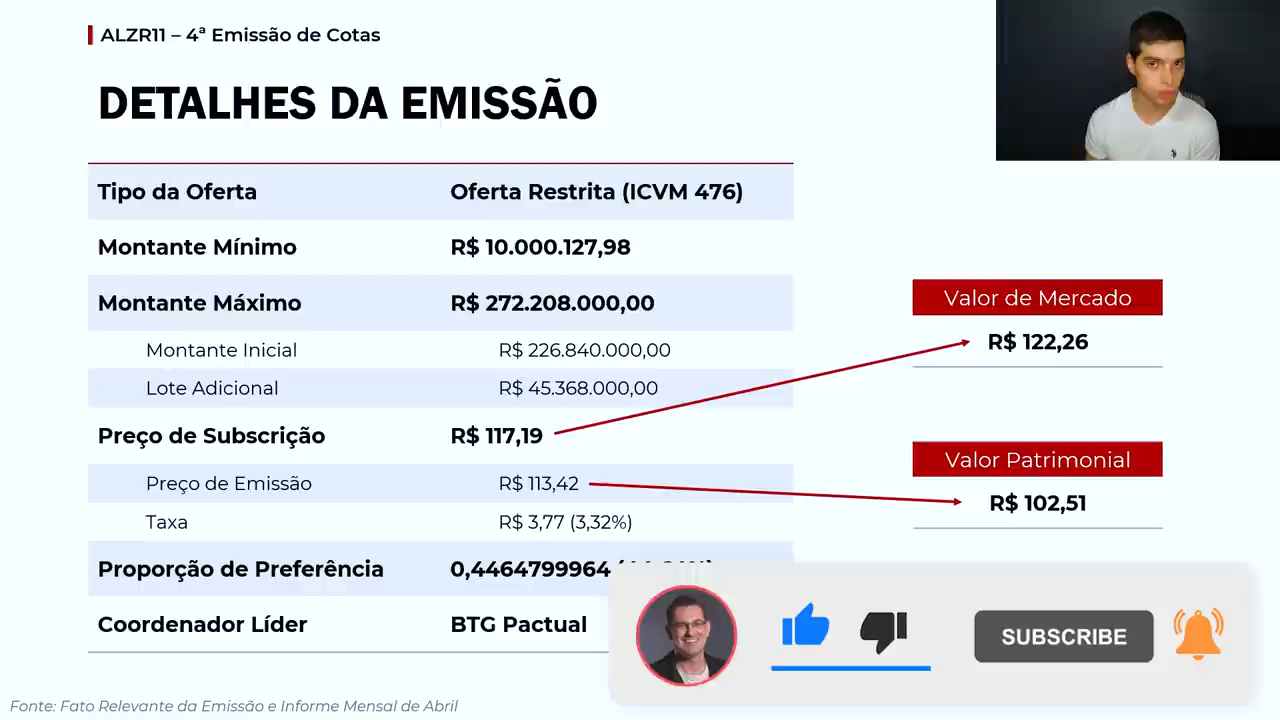 ALZR11 – 4ª Emissão de Cotas
DETALHES DA EMISSÃO
Tipo da Oferta Oferta Restrita (ICVM 476)
Montante Mínimo R$ 10.000.127,98
Montante Máximo R$ 272.208.000,00
Montante Inicial R$ 226.840.000,00
Lote Adicional R$ 45.368.000,00
Preço de Subscrição R$ 117,19
Preço de Emissão R$ 113,42
Taxa R$ 3,77 (3,32%)
Proporção de Preferência 0,4464799964
Coordenador Líder BTG Pactual
Valor de Mercado
R$ 122,26
Valor Patrimonial
R$ 102,51
SUBSCRIBE
Fonte: Fato Relevante da Emissão e Informe Mensal de Abril